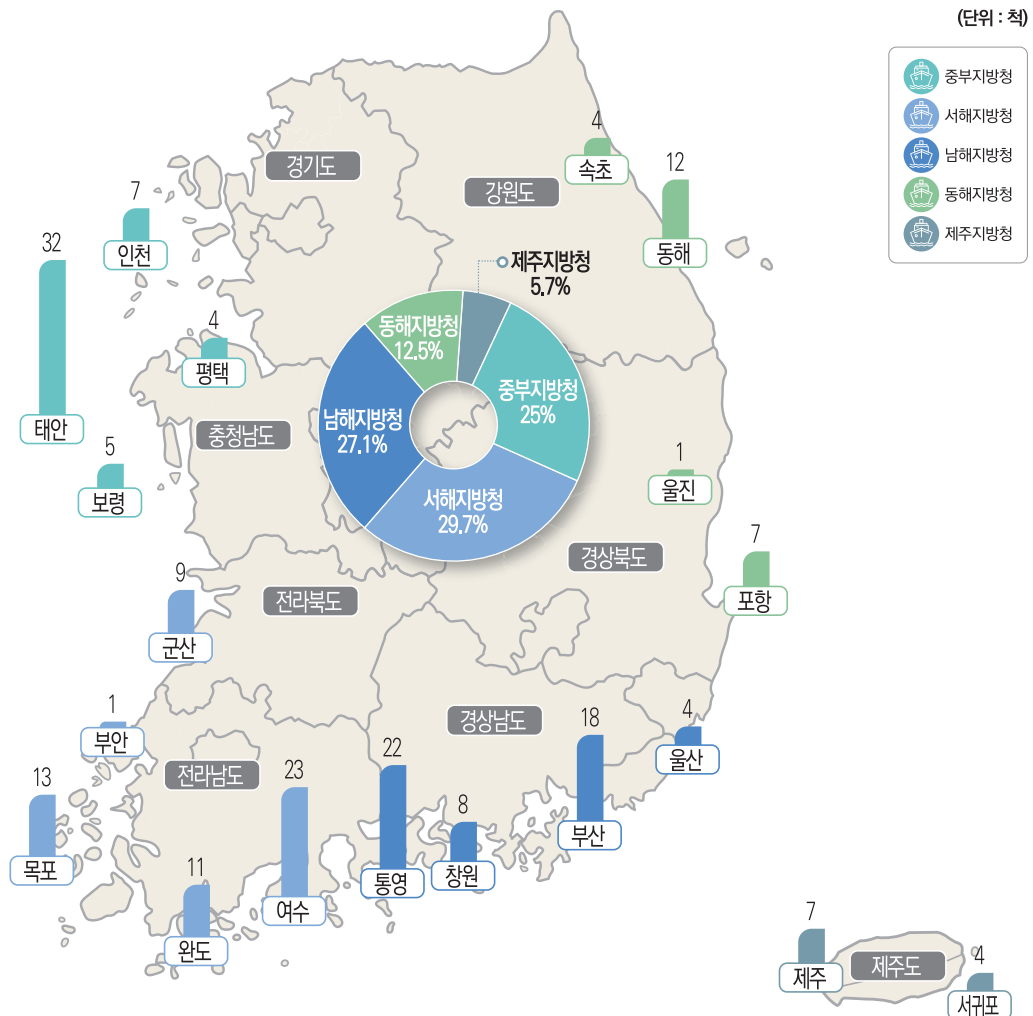 (단위 : 척)
중부지방청
서해지방청
남해지방청
동해지방청
제주지방청
4
속초
경기도
12
강원도
동해
7
인천
32
태안
제주지방청
5.7%
동해지방청
12.5%
4
평택
중부지방청
25%
남해지방청
27.1%
충청남도
5
보령
1
울진
서해지방청
29.7%
경상북도
7
포항
9
군산
전라북도
1
부안
경상남도
18
부산
4
울산
전라남도
22
통영
23
여수
13
목포
8
창원
11
완도
7
제주
제주도
4
서귀포